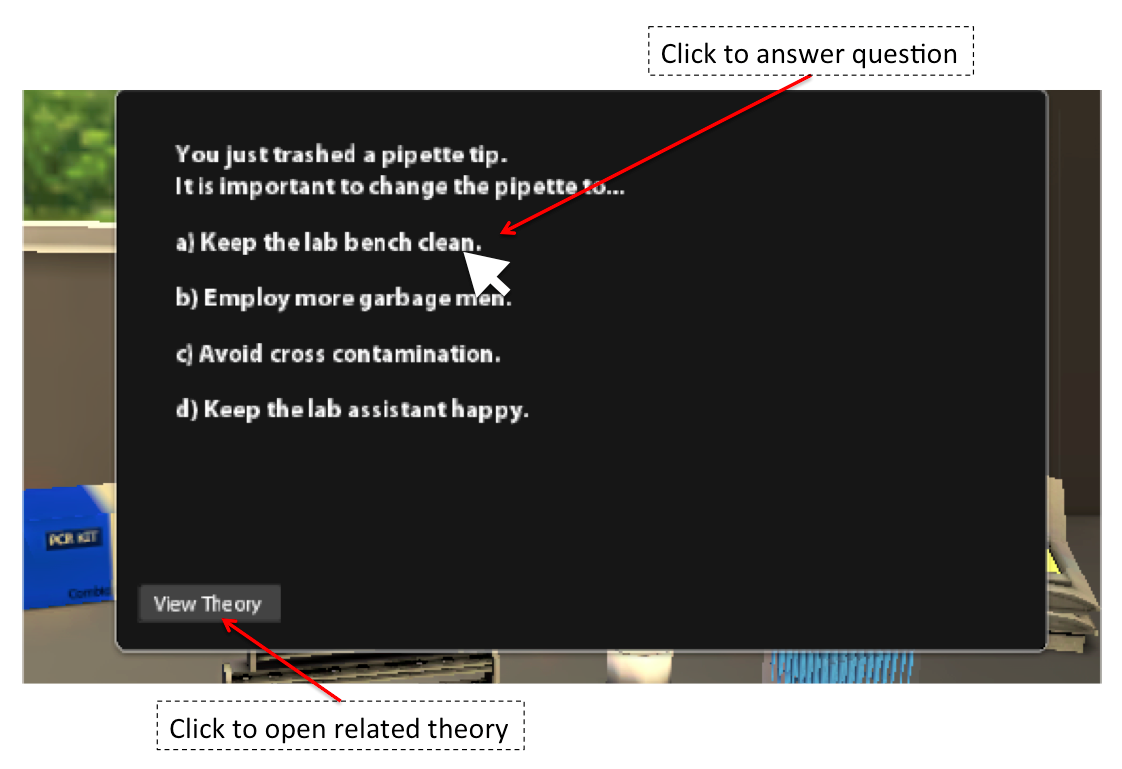 Click to answer question
You just trashed a pipette tip.
It is important to change the pipette to...
a) Keep the lab bench clean.
b) Employ more garbage men.
c) Avoid cross contamination.
d) Keep the lab assistant happy.
PCR KIT
View Theory
Click to open related theory